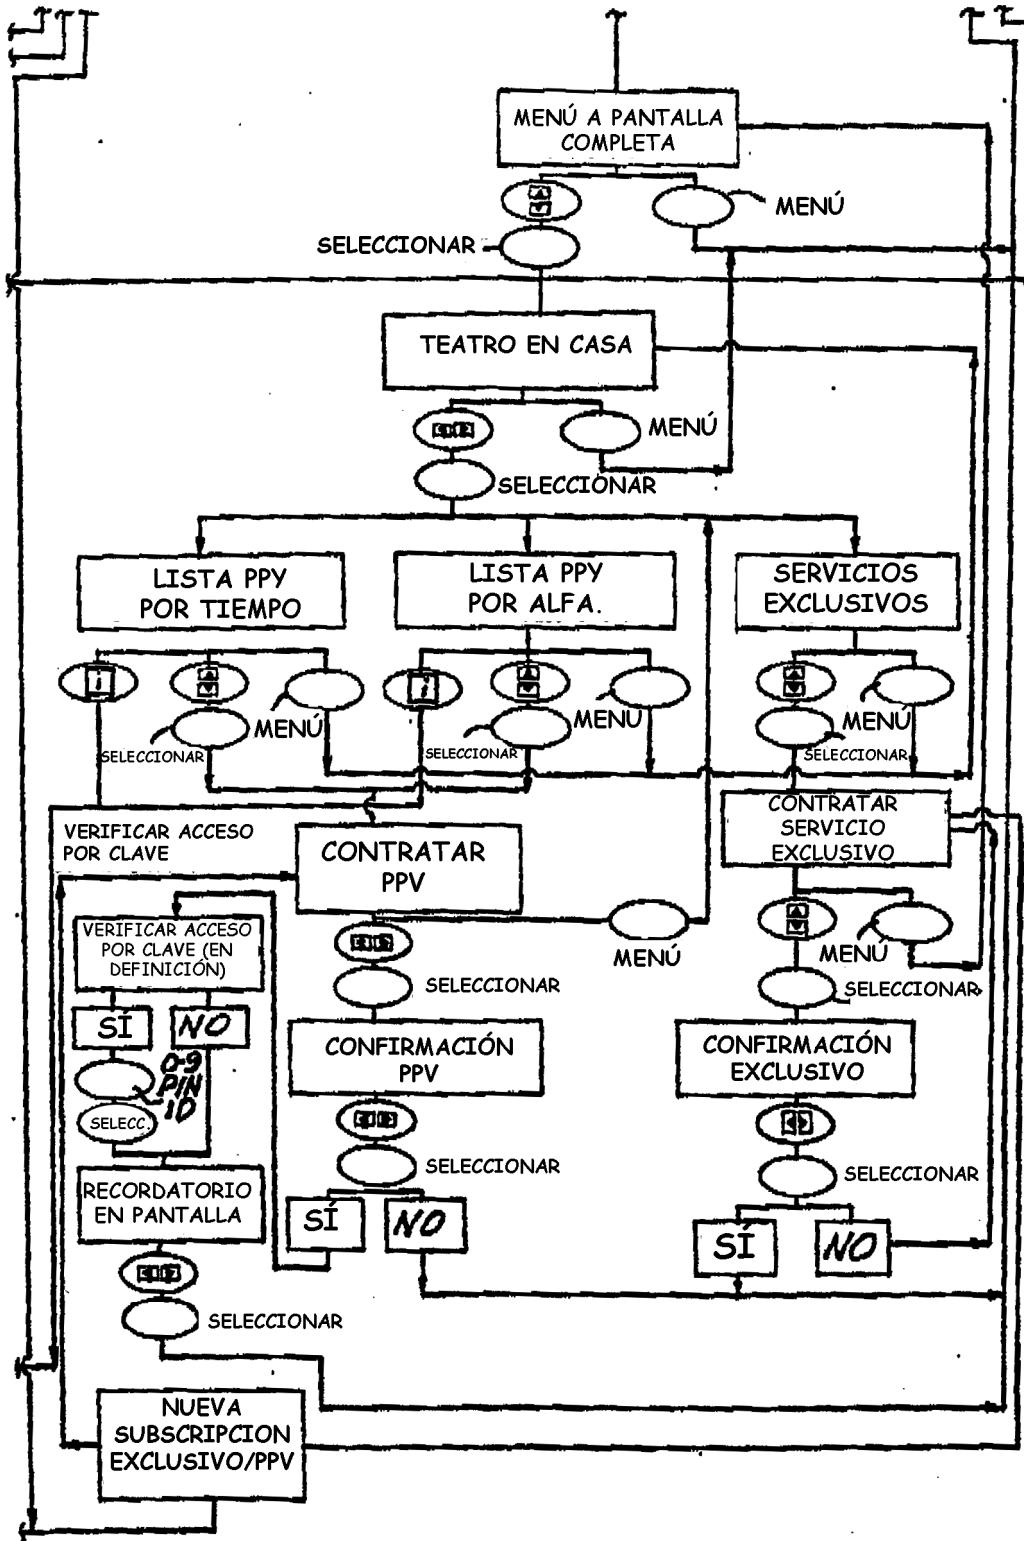 MENÚ A PANTALLA
COMPLETA
MENÚ
SELECCIONAR
TEATRO EN CASA
MENÚ
SELECCIONAR
LISTA PPY
POR TIEMPO
LISTA PPY
POR ALFA.
SERVICIOS
EXCLUSIVOS
MENÚ
SELECCIONAR
MENÚ
SELECCIONAR
MENÚ
SELECCIONAR
VERIFICAR ACCESO
POR CLAVE
CONTRATAR
PPV
CONTRATAR
SERVICIO
EXCLUSIVO
VERIFICAR ACCESO
POR CLAVE (EN
DEFINICIÓN)
MENÚ
MENÚ
SELECCIONAR
SELECCIONAR
SÍ
NO
0-9
PIN
ID
SELECC.
CONFIRMACIÓN
PPV
CONFIRMACIÓN
EXCLUSIVO
SELECCIONAR
SELECCIONAR
RECORDATORIO
EN PANTALLA
SÍ
NO
SÍ
NO
SELECCIONAR
NUEVA
SUBSCRIPCION
EXCLUSIVO/PPV